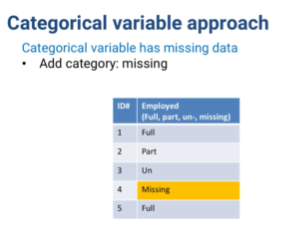 Categorical variable approach
Categorical variable has missing data
• Add category: missing
ID# Employed
(Full, part, un-, missing)
1 Full
2 Part
3 Un
4 Missing
5 Full